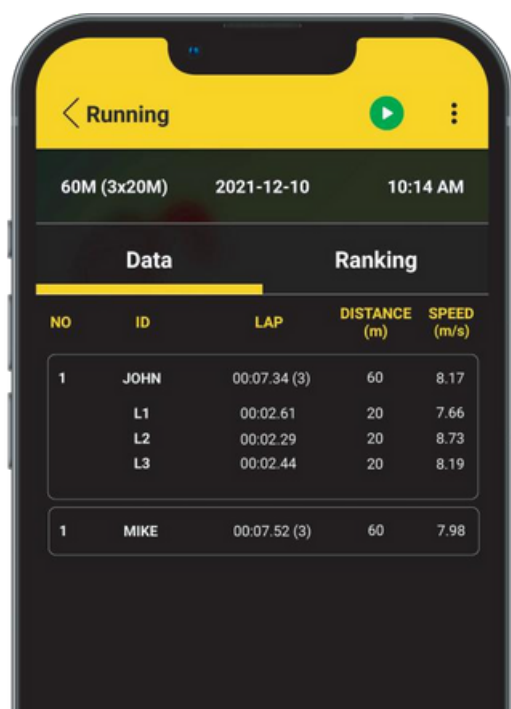 Running
60M (3x20M) 2021-12-10 10:14 AM
Data Ranking
NO ID LAP DISTANCE (m) SPEED (m/s)
1 JOHN 00:07.34 (3) 60 8.17
L1 00:02.61 20 7.66
L2 00:02.29 20 8.73
L3 00:02.44 20 8.19
1 MIKE 00:07.52 (3) 60 7.98